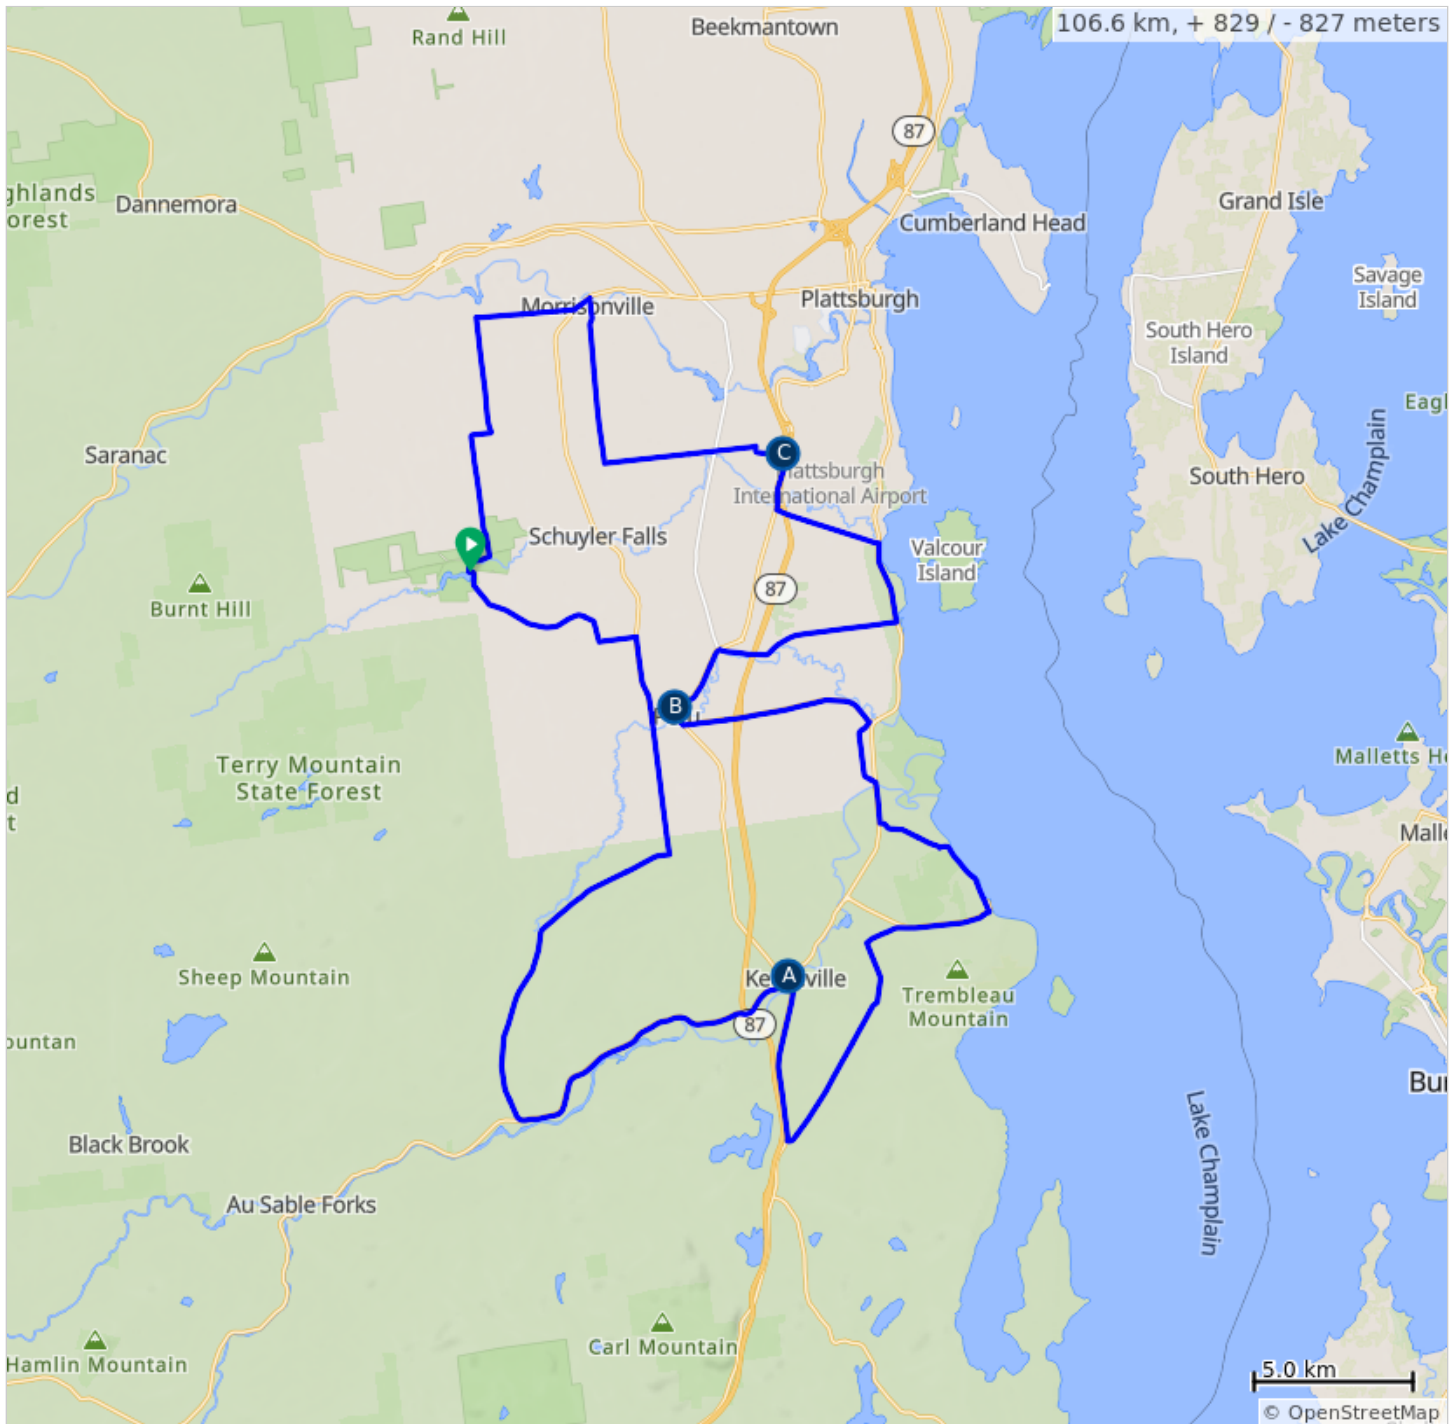 Rand Hill
Beekmantown
106.6 km, + 829 / - 827 meters
87
ghlands
orest
Dannemora
Cumberland Head
Grand Isle
Savage
Island
Morrisonville
Plattsburgh
South Hero
Island
Eagl
Saranac
C
lattsburgh
International Airport
South Hero
Lake Champlain
Schuyler Falls
Valcour
Island
Burnt Hill
87
B
Terry Mountain
State Forest
Malletts He
d
t
Malle
Sheep Mountain
A
Ke
ville
Trembleau
Mountain
87
ountain
Bur
Black Brook
Lake Champlain
Au Sable Forks
Carl Mountain
Hamlin Mountain
5.0 km
© OpenStreetMap